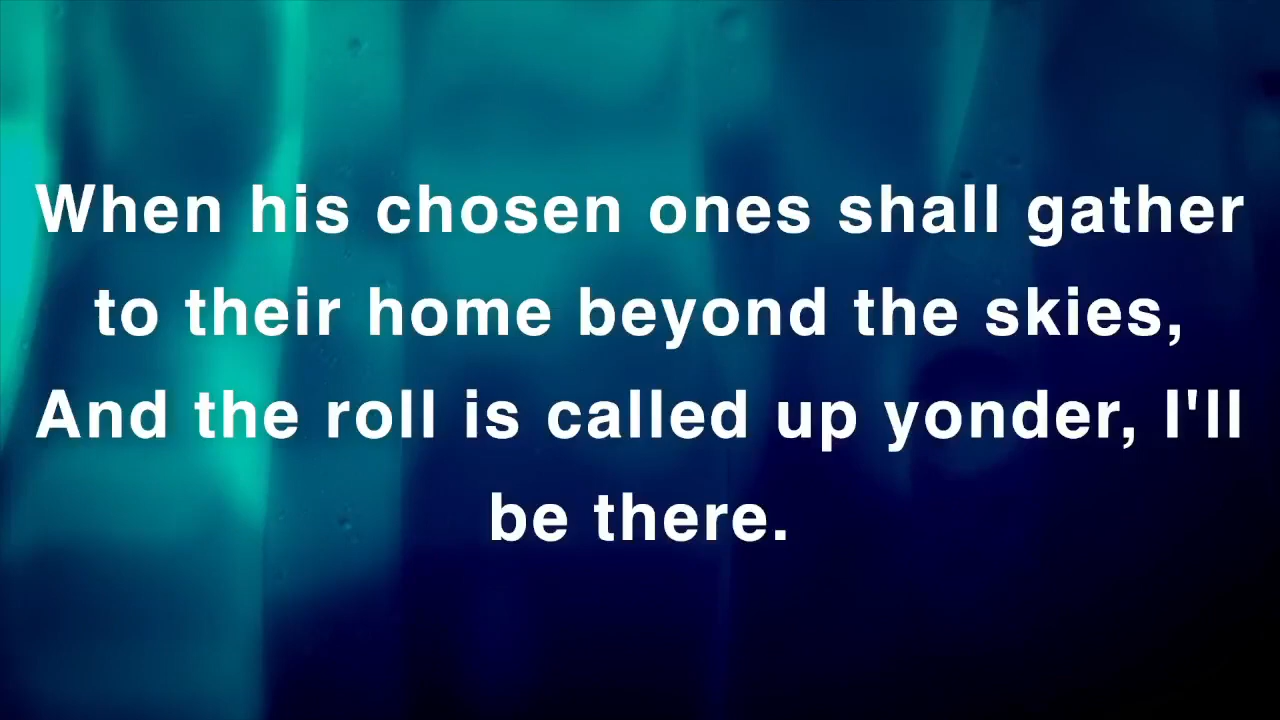 When his chosen ones shall gather
to their home beyond the skies,
And the roll is called up yonder, I'll
be there.